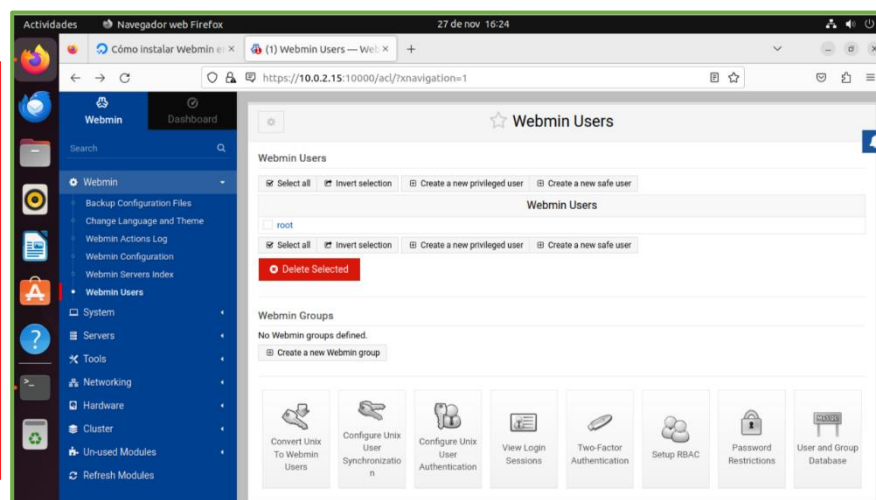 Actividades Navegador web Firefox 27 de nov 16:24
Cómo instalar Webmin e (1) Webmin Users — Web
https://10.0.2.15:10000/acl/?xnavigation=1
Webmin Dashboard
Search
Webmin
Backup Configuration Files
Change Language and Theme
Webmin Actions Log
Webmin Configuration
Webmin Servers Index
Webmin Users
System
Servers
Tools
Networking
Hardware
Cluster
Un-used Modules
Refresh Modules
Webmin Users
Webmin Users
Select all Invert selection Create a new privileged user Create a new safe user
Webmin Users
root
Select all Invert selection Create a new privileged user Create a new safe user
Delete Selected
Webmin Groups
No Webmin groups defined.
Create a new Webmin group
Convert Unix
To Webmin
Users
Configure Unix
User
Synchronizatio
n
Configure Unix
User
Authentication
View Login
Sessions
Two-Factor
Authentication
Setup RBAC
Password
Restrictions
User and Group
Database